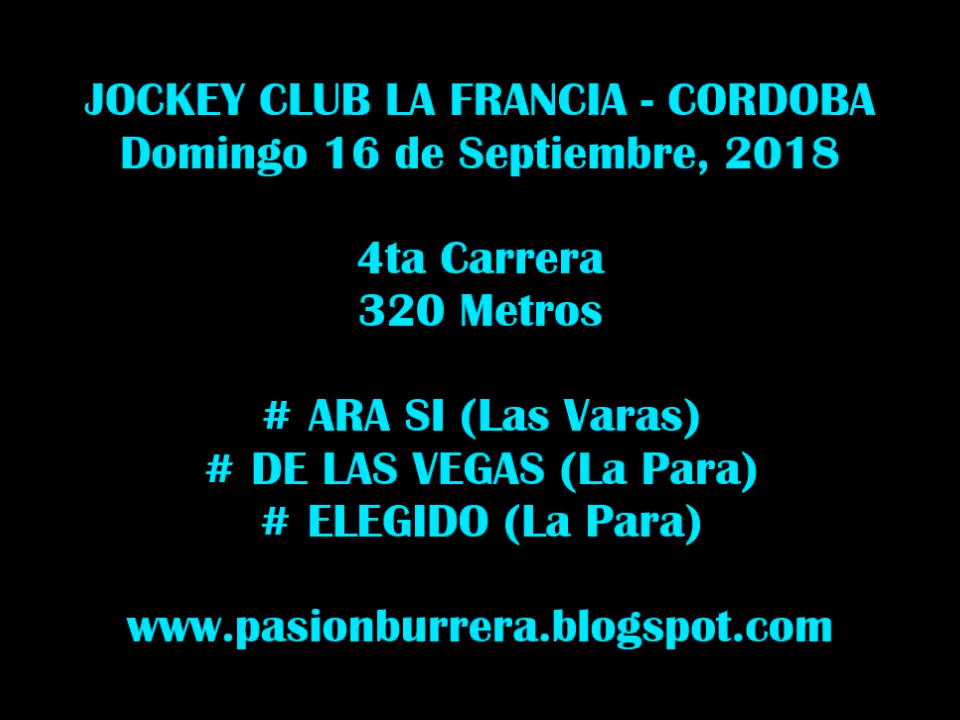 JOCKEY CLUB LA FRANCIA - CORDOBA
Domingo 16 de Septiembre, 2018
4ta Carrera
320 Metros
# ARA SI (Las Varas)
# DE LAS VEGAS (La Para)
# ELEGIDO (La Para)
www.pasionburrera.blogspot.com